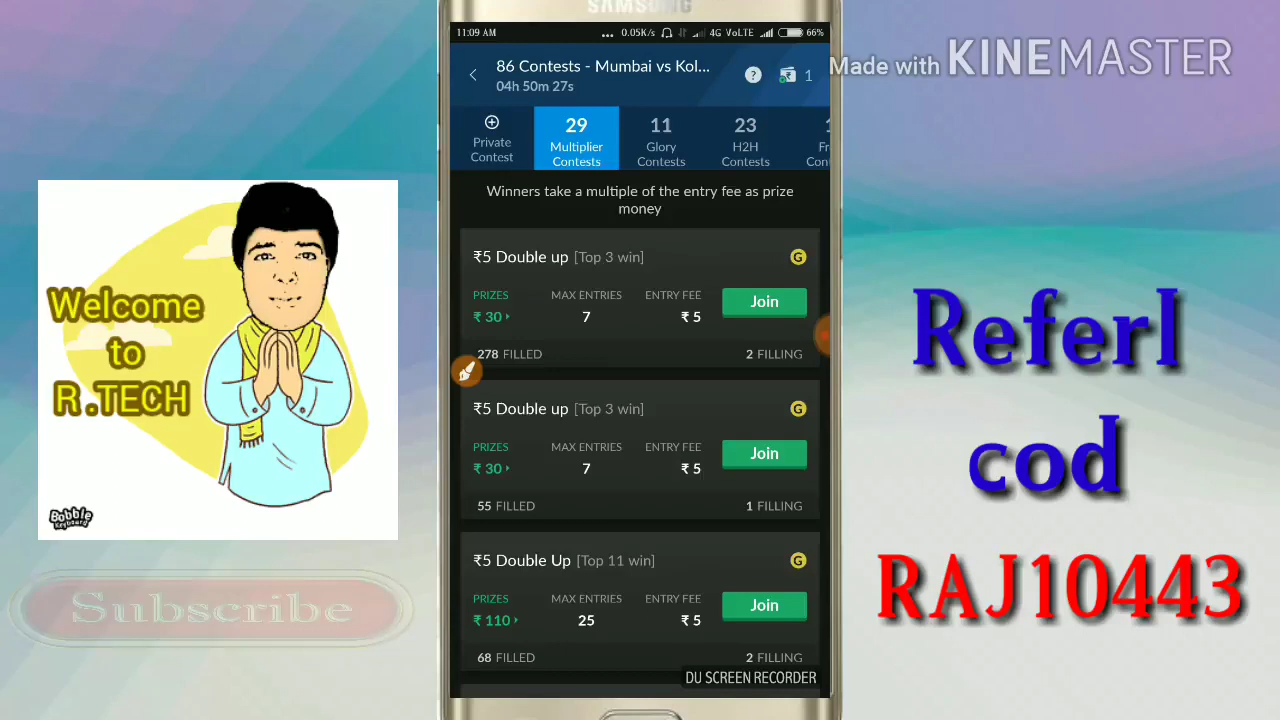 SAMSUNG
11:09 AM
... 0.05K/s 4G VoLTE 66%
86 Contests - Mumbai vs Kol...
04h 50m 27s
? 1
Made with KINEMASTER
Private
Contest
29
Multiplier
Contests
11
Glory
Contests
23
H2H
Contests
1
Fr
Con
Winners take a multiple of the entry fee as prize
money
₹5 Double up [Top 3 win] G
PRIZES MAX ENTRIES ENTRY FEE
₹ 30 7 ₹ 5
Join
278 FILLED 2 FILLING
₹5 Double up [Top 3 win] G
PRIZES MAX ENTRIES ENTRY FEE
₹ 30 7 ₹ 5
Join
55 FILLED 1 FILLING
₹5 Double Up [Top 11 win] G
PRIZES MAX ENTRIES ENTRY FEE
₹ 110 25 ₹ 5
Join
68 FILLED 2 FILLING
DU SCREEN RECORDER
Welcome
to
R .TECH
Bobble
Keyboard
Subscribe
Referl
cod
RAJ10443